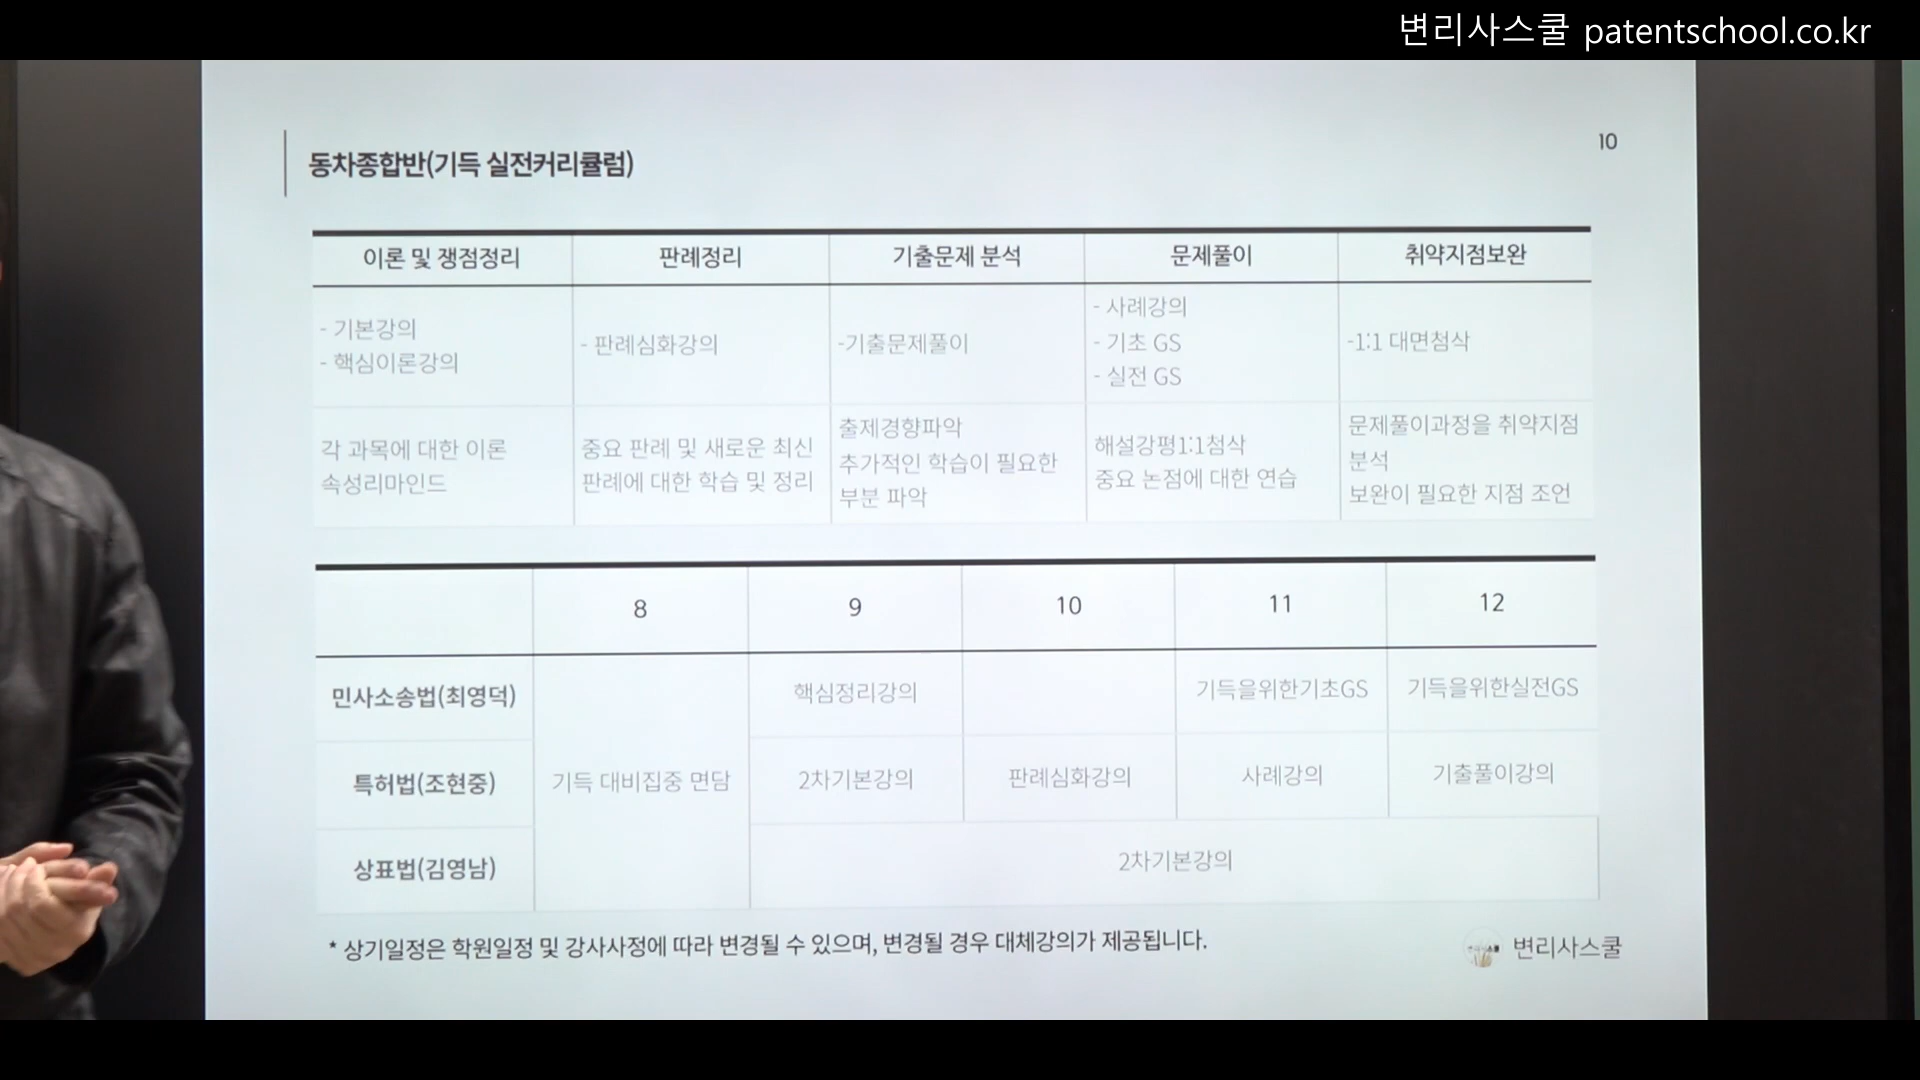 변리사스쿨 patentschool.co.kr
10
동차종합반(기득 실전커리큘럼)
이론 및 쟁점정리 판례정리 기출문제 분석 문제풀이 취약지점보완
- 기본강의
- 핵심이론강의
- 판례심화강의
-기출문제풀이
- 사례강의
- 기초 GS
- 실전 GS
-1:1 대면첨삭
각 과목에 대한 이론
속성리마인드
중요 판례 및 새로운 최신
판례에 대한 학습 및 정리
출제경향파악
추가적인 학습이 필요한
부분 파악
해설강평1:1첨삭
중요 논점에 대한 연습
문제풀이과정을 취약지점
분석
보완이 필요한 지점 조언
8 9 10 11 12
민사소송법(최영덕) 핵심정리강의 기득을위한기초GS 기득을위한실전GS
특허법(조현중) 기득 대비집중 면담 2차기본강의 판례심화강의 사례강의 기출풀이강의
상표법(김영남) 2차기본강의
* 상기일정은 학원일정 및 강사사정에 따라 변경될 수 있으며, 변경될 경우 대체강의가 제공됩니다.
변리사스쿨